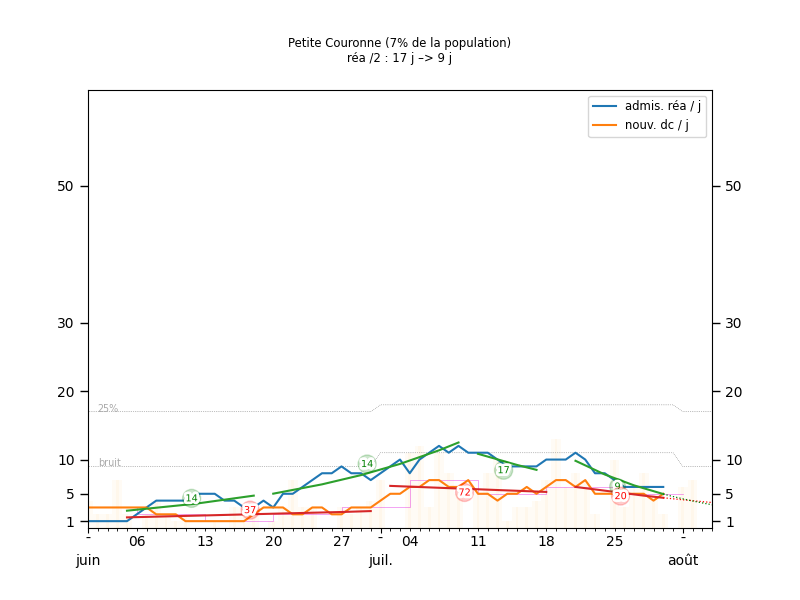 Petite Couronne (7% de la population)
réa /2 : 17 j –> 9 j
admis. réa / j
nouv. dc / j
50 50
30 30
20 20
25%
14 17
10 10
bruit
9
14 72 20
5 5
37
1 1
- 06 13 20 27 - 04 11 18 25 -
juin juil. août